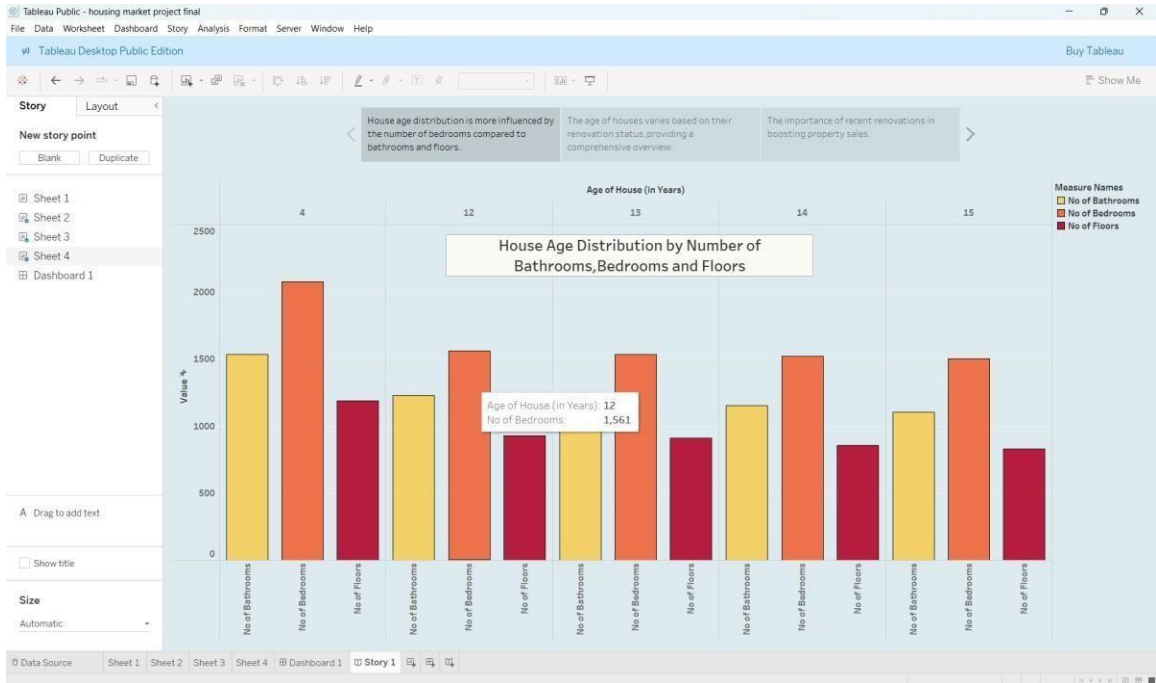 Tableau Public - housing market project final
File Data Worksheet Dashboard Story Analysis Format Server Window Help
Tableau Desktop Public Edition
Buy Tableau
Show Me
Story Layout
New story point
Blank Duplicate
Sheet 1
Sheet 2
Sheet 3
Sheet 4
Dashboard 1
A Drag to add text
Show title
Size
Automatic
House age distribution is more influenced by
the number of bedrooms compared to
bathrooms and floors.
The age of houses varies based on their
renovation status,providing a
comprehensive overview.
The importance of recent renovations in
boosting property sales.
Age of House (in Years)
4 12 13 14 15
House Age Distribution by Number of
Bathrooms,Bedrooms and Floors
Value
2500
2000
1500
1000
500
0
Age of House (in Years): 12
No of Bedrooms: 1,561
No of Bathrooms
No of Bedrooms
No of Floors
No of Bathrooms
No of Bedrooms
No of Floors
No of Bathrooms
No of Bedrooms
No of Floors
No of Bathrooms
No of Bedrooms
No of Floors
No of Bathrooms
No of Bedrooms
No of Floors
Measure Names
No of Bathrooms
No of Bedrooms
No of Floors
Data Source Sheet 1 Sheet 2 Sheet 3 Sheet 4 Dashboard 1 Story 1